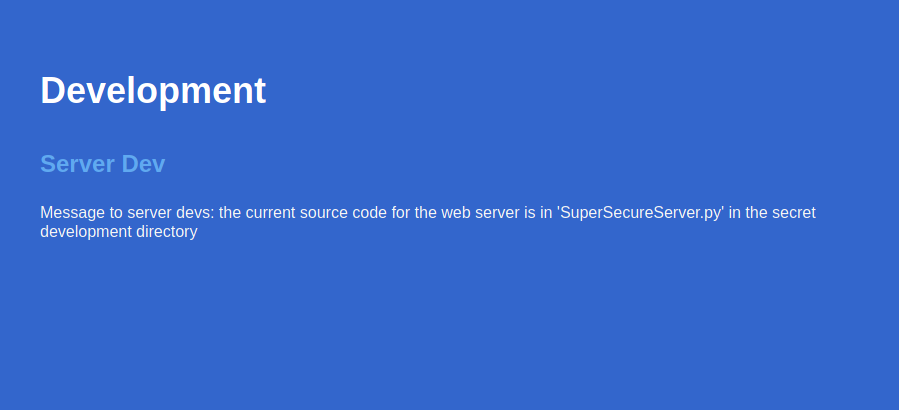 Development
Server Dev
Message to server devs: the current source code for the web server is in 'SuperSecureServer.py' in the secret
development directory